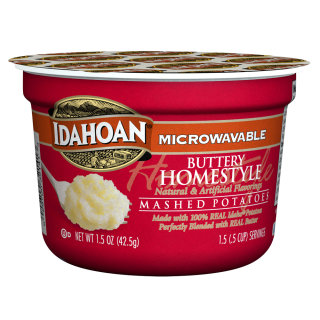 IDAHOAN
MICROWAVABLE
BUTTERY
HOMESTYLE
Natural & Artificial Flavorings
MASHED POTATOES
Made with 100% REAL Idaho® Potatoes
Perfectly Blended with REAL Butter
NET WT 1.5 OZ (42.5g)
1.5 (.5 CUP) SERVINGS